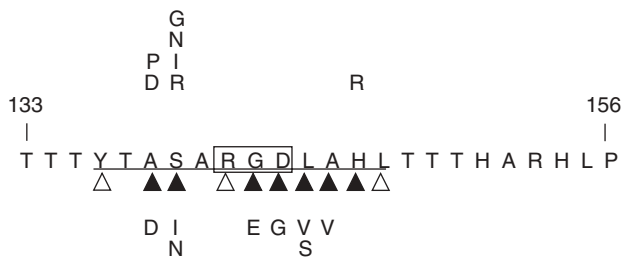 G
N
P I
D R R
133 156
T T T Y T A S A R G D L A H L T T T H A R H L P
D I E G V V
N S